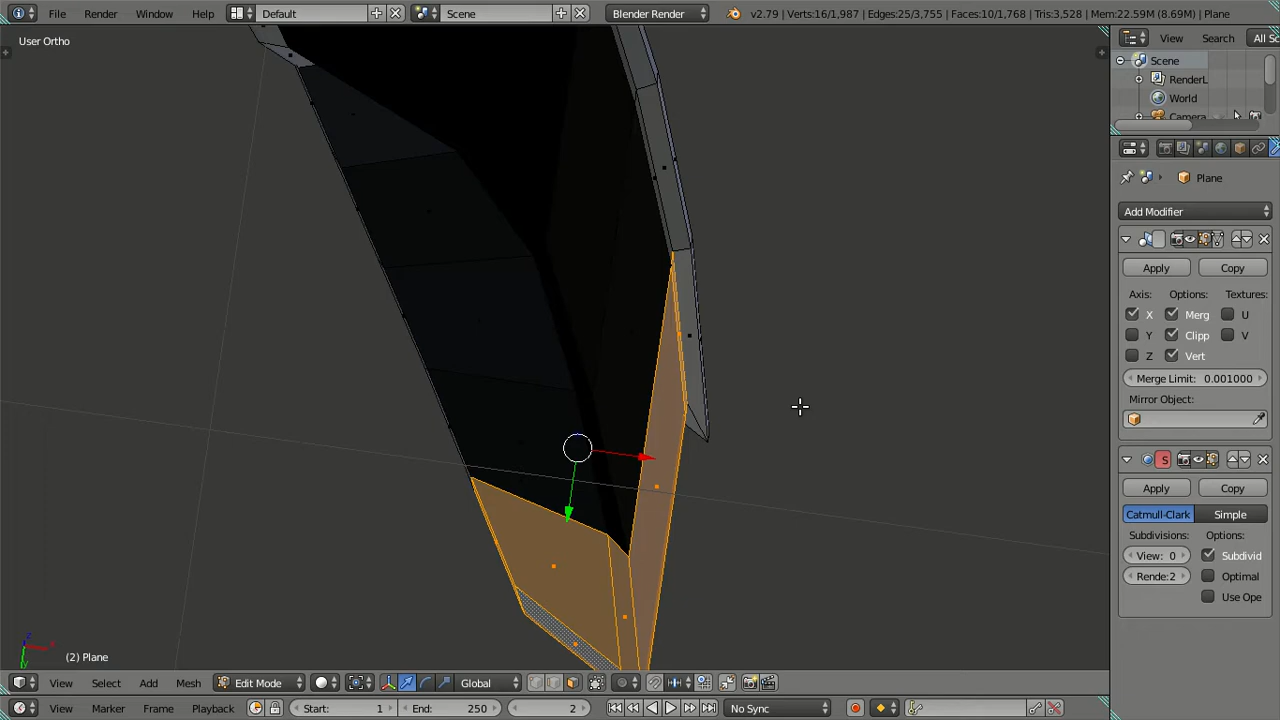 File Render Window Help Default Scene Blender Render v2.79 | Verts:16/1,987 | Edges:25/3,755 | Faces:10/1,768 | Tris:3,528 | Mem:22.59M (8.69M) | Plane
User Ortho
View Search All Sc
Scene
RenderL
World
Camera
Plane
Add Modifier
Apply Copy
Axis: Options: Textures:
X Merg U
Y Clipp V
Z Vert
Merge Limit: 0.001000
Mirror Object:
S
Apply Copy
Catmull-Clark Simple
Subdivisions: Options:
View: 0 Subdivid
Rende:2 Optimal
Use Ope
(2) Plane
View Select Add Mesh Edit Mode Global
View Marker Frame Playback Start: 1 End: 250 2 No Sync